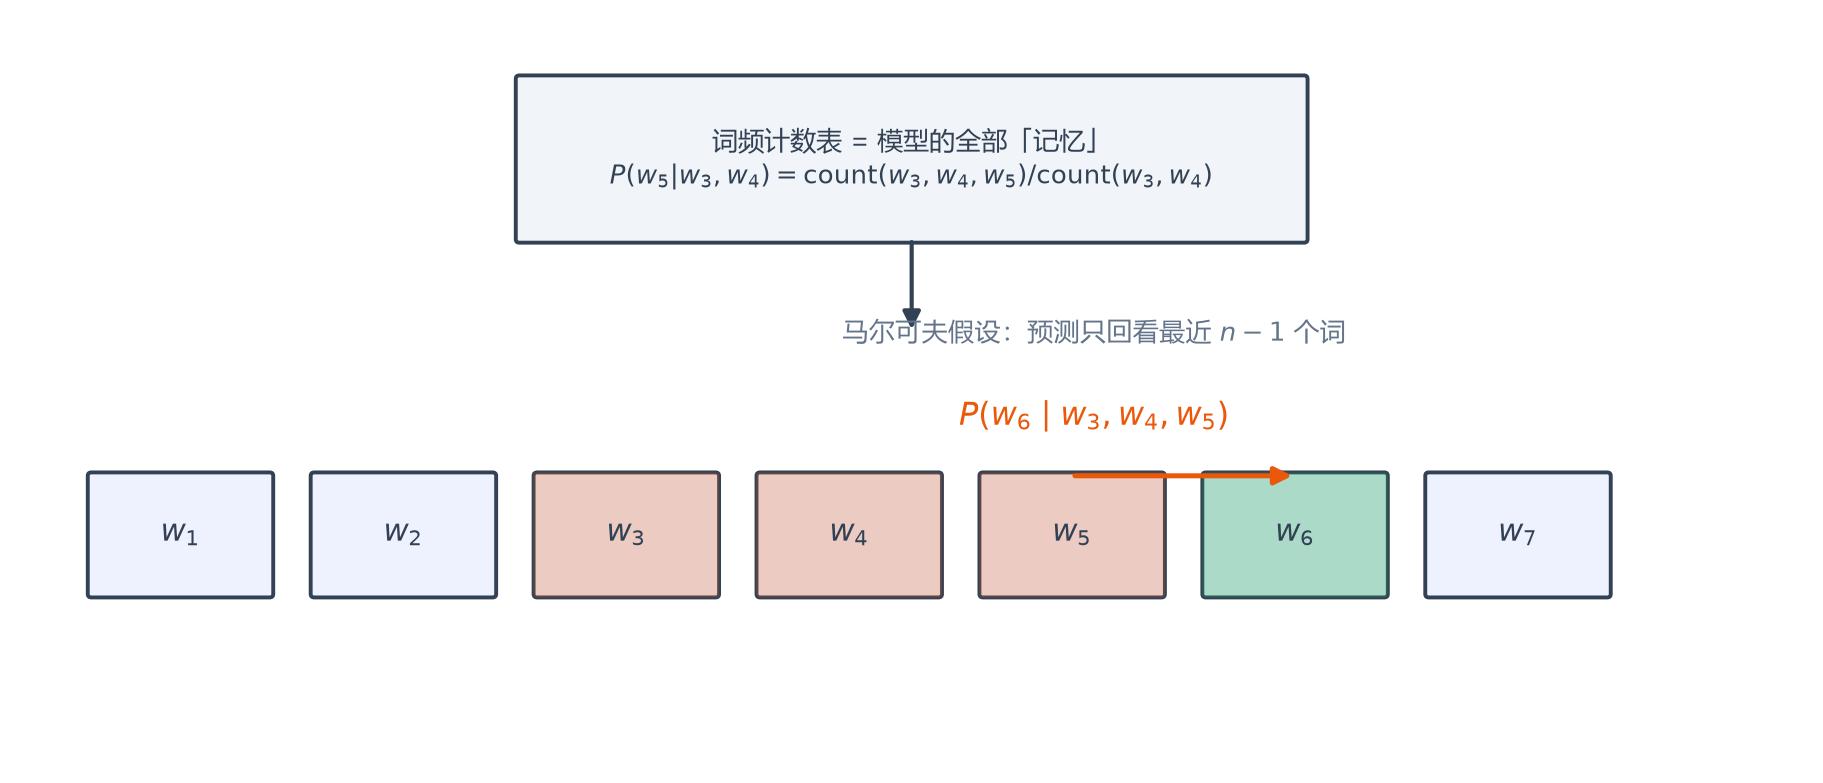 词频计数表 = 模型的全部「记忆」
P(w₅|w₃, w₄) = count(w₃, w₄, w₅)/count(w₃, w₄)
马尔可夫假设：预测只回看最近 n − 1 个词
P(w₆ | w₃, w₄, w₅)
w₁ w₂ w₃ w₄ w₅ w₆ w₇